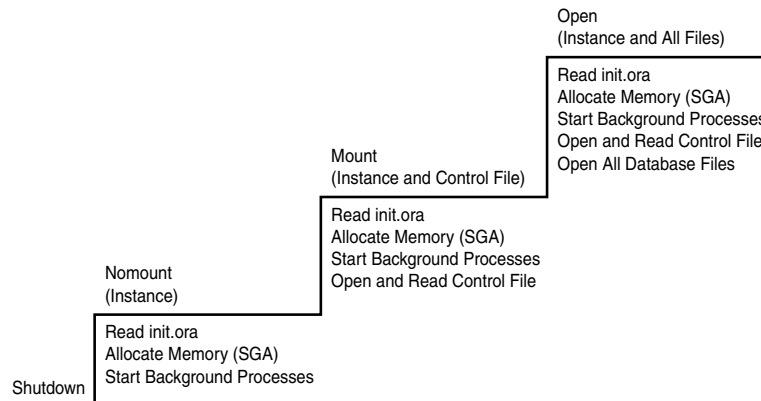 Open
(Instance and All Files)
Read init.ora
Allocate Memory (SGA)
Start Background Processes
Open and Read Control File
Open All Database Files
Mount
(Instance and Control File)
Read init.ora
Allocate Memory (SGA)
Start Background Processes
Open and Read Control File
Nomount
(Instance)
Read init.ora
Allocate Memory (SGA)
Start Background Processes
Shutdown